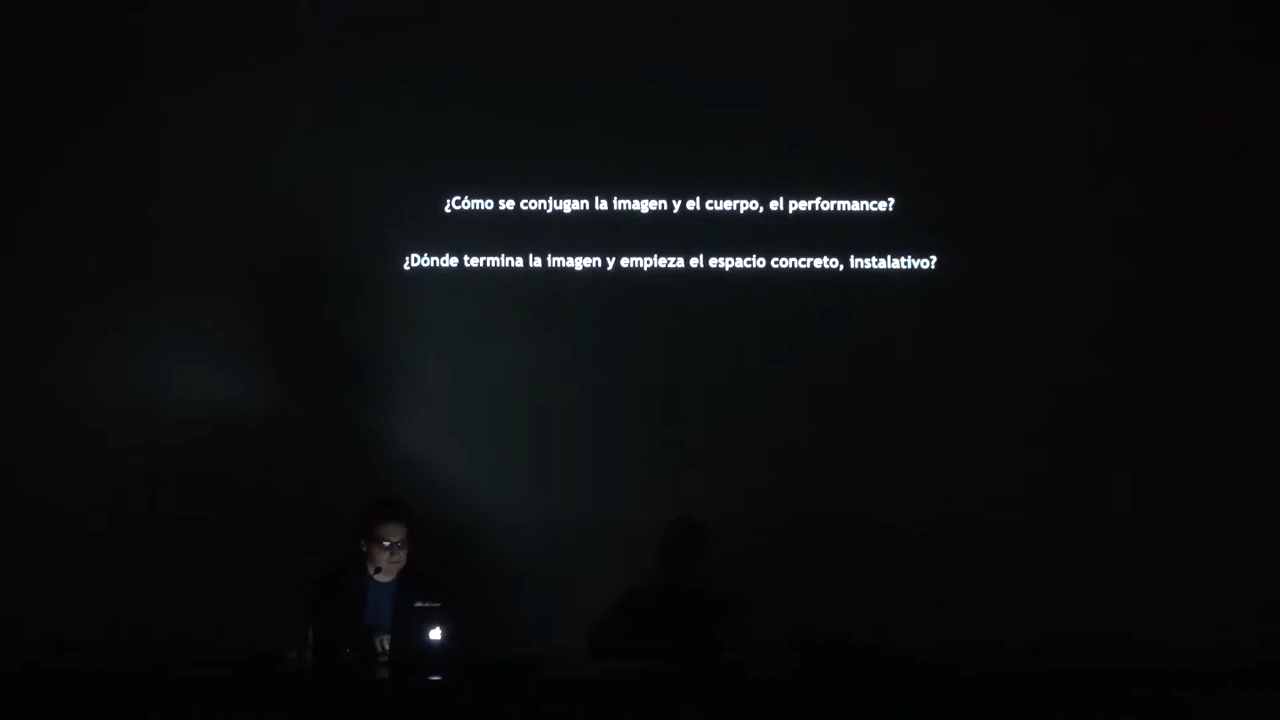 ¿Cómo se conjugan la imagen y el cuerpo, el performance?
¿Dónde termina la imagen y empieza el espacio concreto, instalativo?